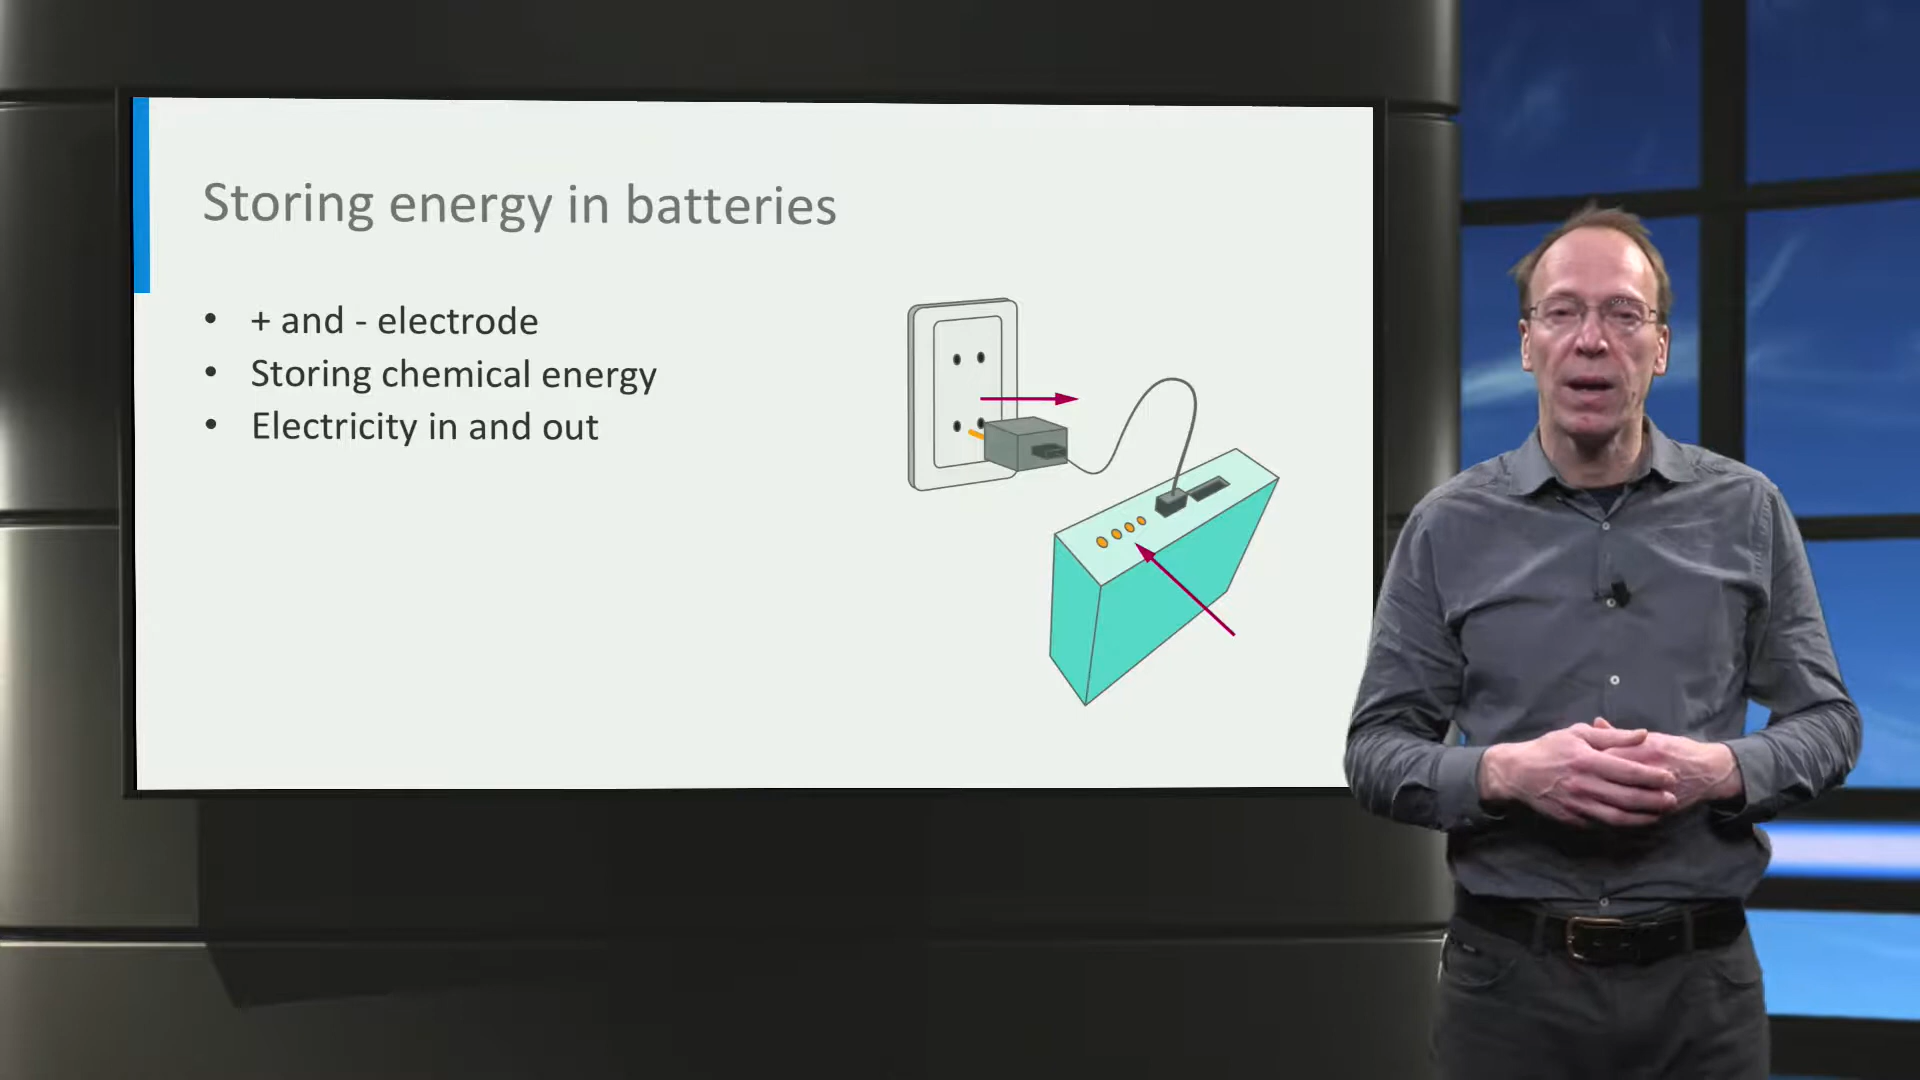 Storing energy in batteries
• + and - electrode
• Storing chemical energy
• Electricity in and out